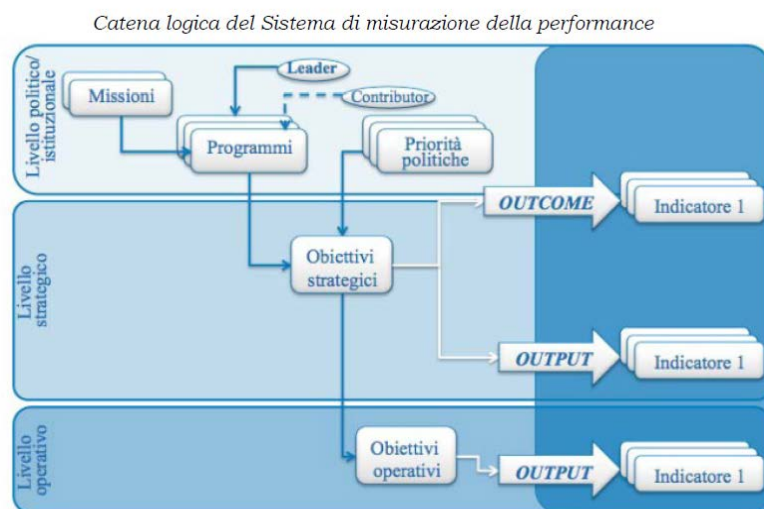 Catena logica del Sistema di misurazione della performance
Livello politico/
istituzionale
Missioni
Leader
Contributor
Programmi
Priorità
politiche
OUTCOME
Indicatore 1
Livello
strategico
Obiettivi
strategici
OUTPUT
Indicatore 1
Livello
operativo
Obiettivi
operativi
OUTPUT
Indicatore 1